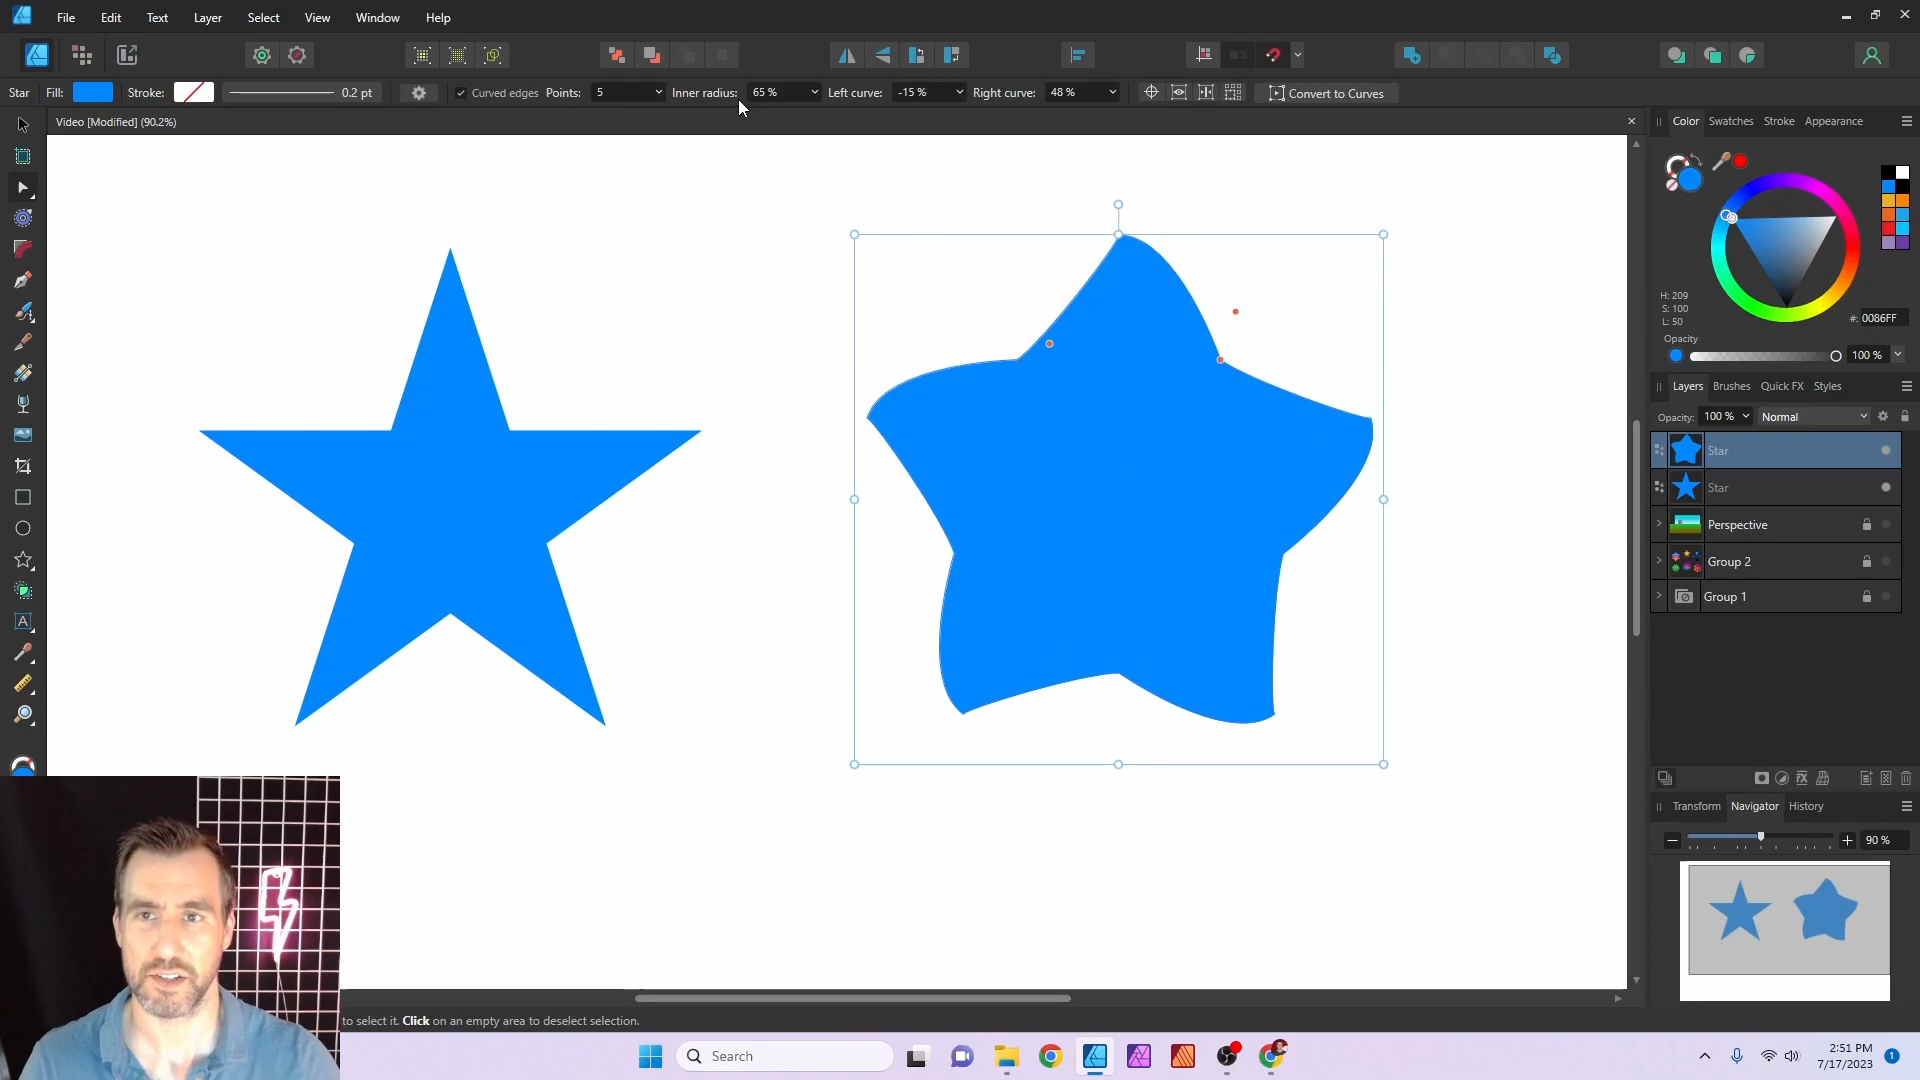 File Edit Text Layer Select View Window Help
Star Fill: Stroke: 0.2 pt Curved edges Points: 5 Inner radius: 65 % Left curve: -15 % Right curve: 48 % Convert to Curves
Video [Modified] (90.2%)
Color Swatches Stroke Appearance
H: 209
S: 100
L: 50
#: 0086FF
Opacity
100 %
Layers Brushes Quick FX Styles
Opacity: 100 % Normal
Star
Star
Perspective
Group 2
Group 1
Transform Navigator History
90 %
to select it. Click on an empty area to deselect selection.
Search
2:51 PM
7/17/2023
1